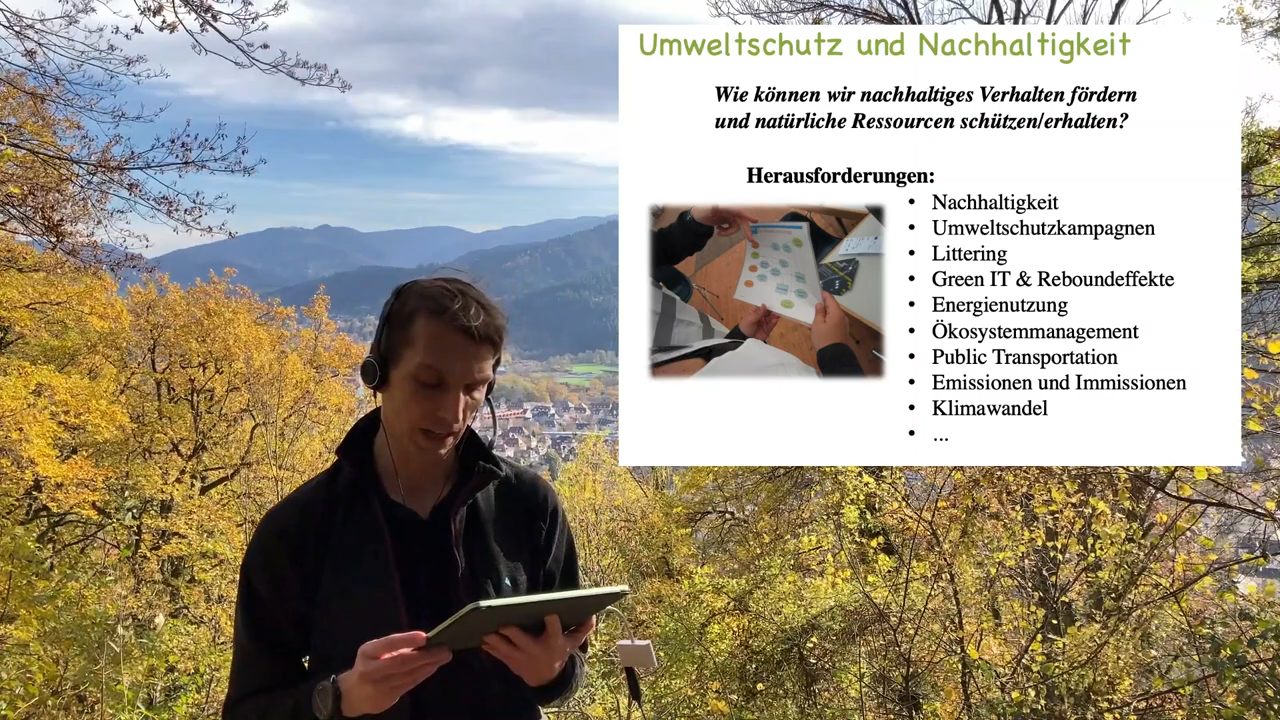 Umweltschutz und Nachhaltigkeit
Wie können wir nachhaltiges Verhalten fördern
und natürliche Ressourcen schützen/erhalten?
Herausforderungen:
• Nachhaltigkeit
• Umweltschutzkampagnen
• Littering
• Green IT & Reboundeffekte
• Energienutzung
• Ökosystemmanagement
• Public Transportation
• Emissionen und Immissionen
• Klimawandel
• ...